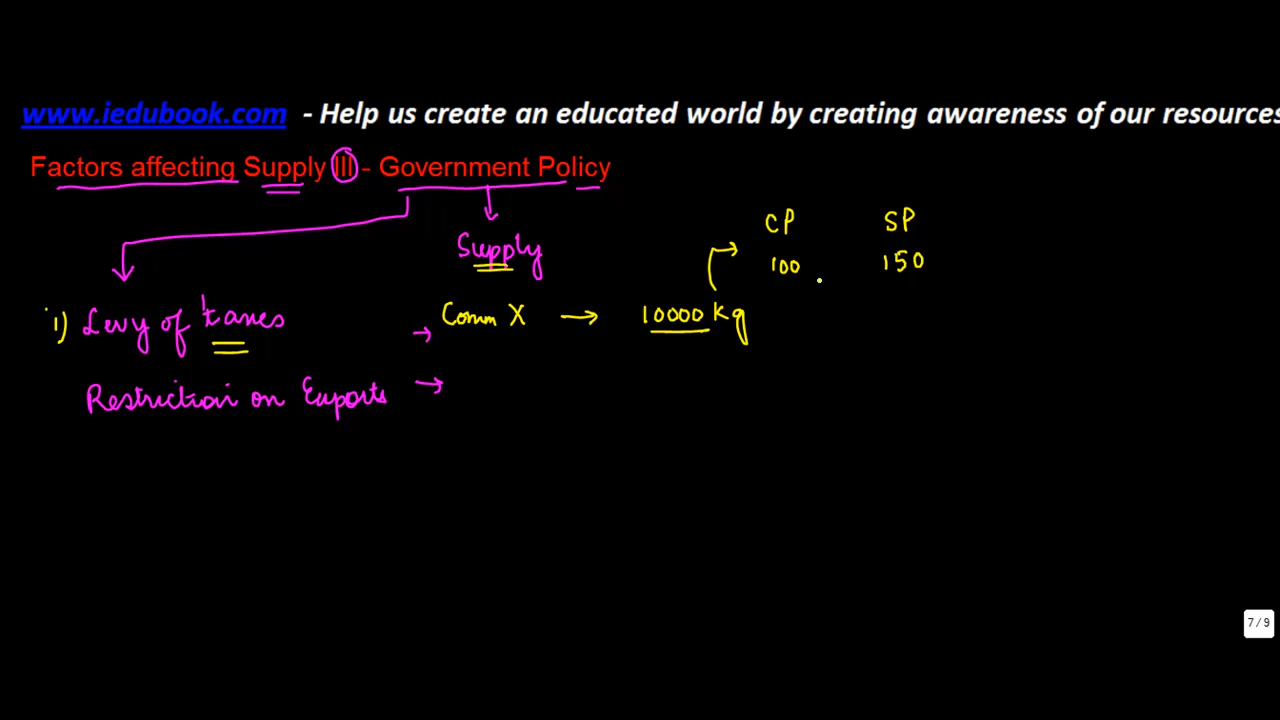 www.iedubook.com - Help us create an educated world by creating awareness of our resources
Factors affecting Supply III - Government Policy
CP SP
Supply
100 150
i) Levy of taxes
Comm X → 10000 kg
Restriction on Exports →
7/9